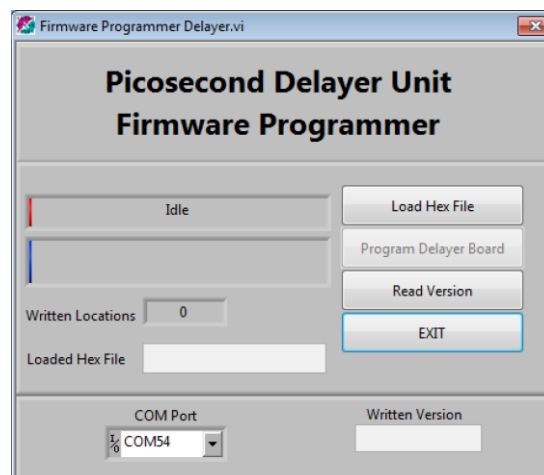 Firmware Programmer Delayer.vi
Picosecond Delayer Unit
Firmware Programmer
Idle
Load Hex File
Program Delayer Board
Read Version
Written Locations 0
EXIT
Loaded Hex File
COM Port
Written Version
I/O COM54